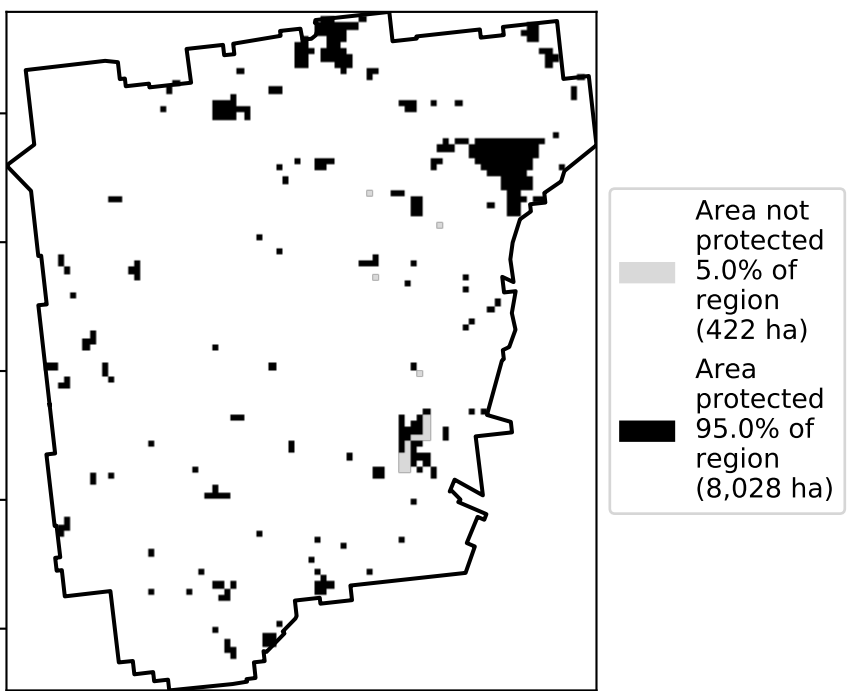 Area not
protected
5.0% of
region
(422 ha)
Area
protected
95.0% of
region
(8,028 ha)